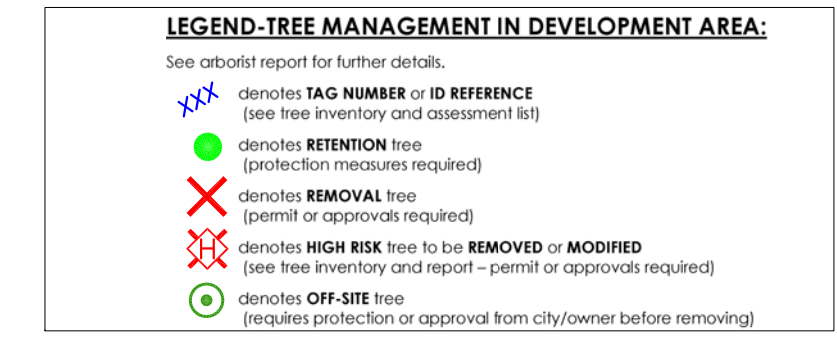 LEGEND-TREE MANAGEMENT IN DEVELOPMENT AREA:
See arborist report for further details.
XXX denotes TAG NUMBER or ID REFERENCE
(see tree inventory and assessment list)
denotes RETENTION tree
(protection measures required)
denotes REMOVAL tree
(permit or approvals required)
H denotes HIGH RISK tree to be REMOVED or MODIFIED
(see tree inventory and report – permit or approvals required)
denotes OFF-SITE tree
(requires protection or approval from city/owner before removing)